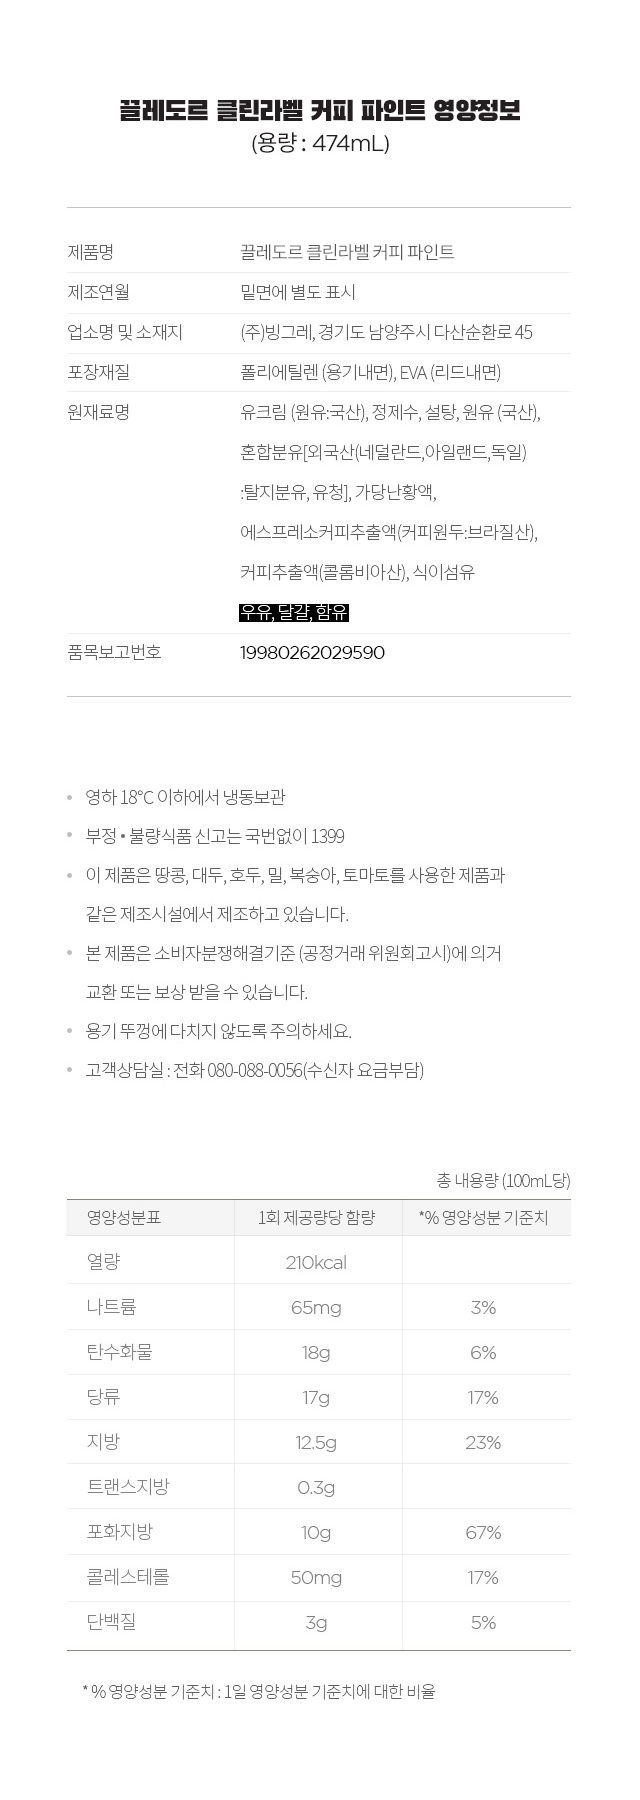 끌레도르 클린라벨 커피 파인트 영양정보
(용량 : 474mL)
제품명 끌레도르 클린라벨 커피 파인트
제조연월 밑면에 별도 표시
업소명 및 소재지 (주)빙그레, 경기도 남양주시 다산순환로 45
포장재질 폴리에틸렌 (용기내면), EVA (리드내면)
원재료명 유크림 (원유:국산), 정제수, 설탕, 원유 (국산),
혼합분유[외국산(네덜란드,아일랜드,독일)
:탈지분유, 유청], 가당난황액,
에스프레소커피추출액(커피원두:브라질산),
커피추출액(콜롬비아산), 식이섬유
우유, 달걀, 함유
품목보고번호 19980262029590
• 영하 18°C 이하에서 냉동보관
• 부정 • 불량식품 신고는 국번없이 1399
• 이 제품은 땅콩, 대두, 호두, 밀, 복숭아, 토마토를 사용한 제품과
같은 제조시설에서 제조하고 있습니다.
• 본 제품은 소비자분쟁해결기준 (공정거래 위원회고시)에 의거
교환 또는 보상 받을 수 있습니다.
• 용기 뚜껑에 다치지 않도록 주의하세요.
• 고객상담실 : 전화 080-088-0056(수신자 요금부담)
총 내용량 (100mL당)
영양성분표 1회 제공량당 함량 *% 영양성분 기준치
열량 210kcal
나트륨 65mg 3%
탄수화물 18g 6%
당류 17g 17%
지방 12.5g 23%
트랜스지방 0.3g
포화지방 10g 67%
콜레스테롤 50mg 17%
단백질 3g 5%
* % 영양성분 기준치 : 1일 영양성분 기준치에 대한 비율